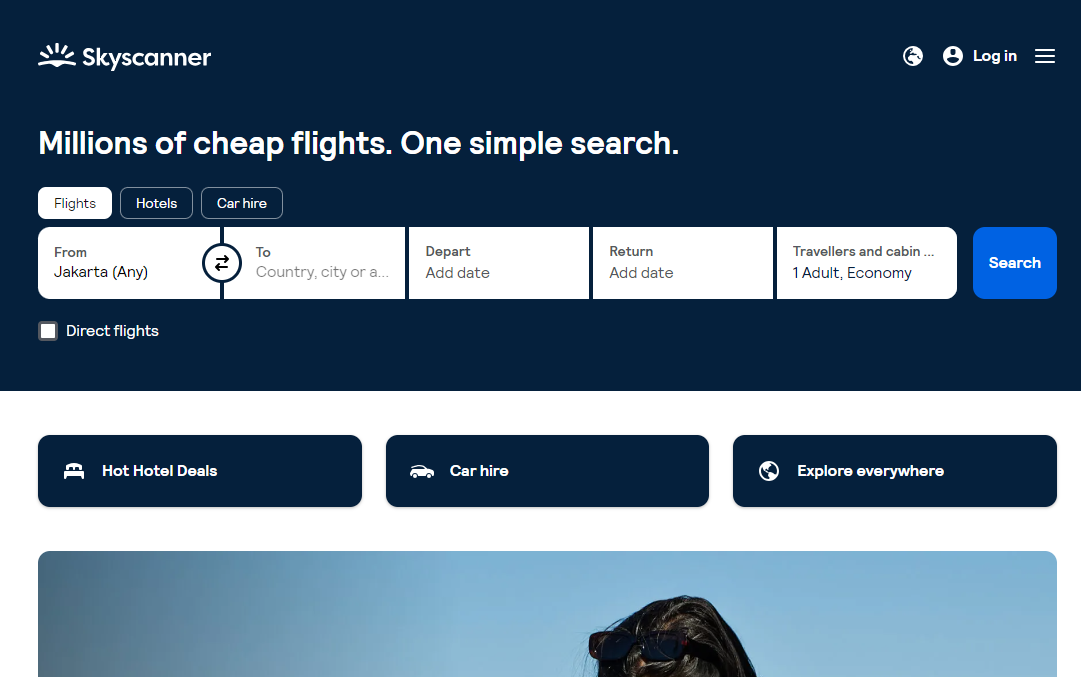 Skyscanner
Log in
Millions of cheap flights. One simple search.
Flights
Hotels
Car hire
From
Jakarta (Any)
To
Country, city or a...
Depart
Add date
Return
Add date
Travellers and cabin ...
1 Adult, Economy
Search
Direct flights
Hot Hotel Deals
Car hire
Explore everywhere